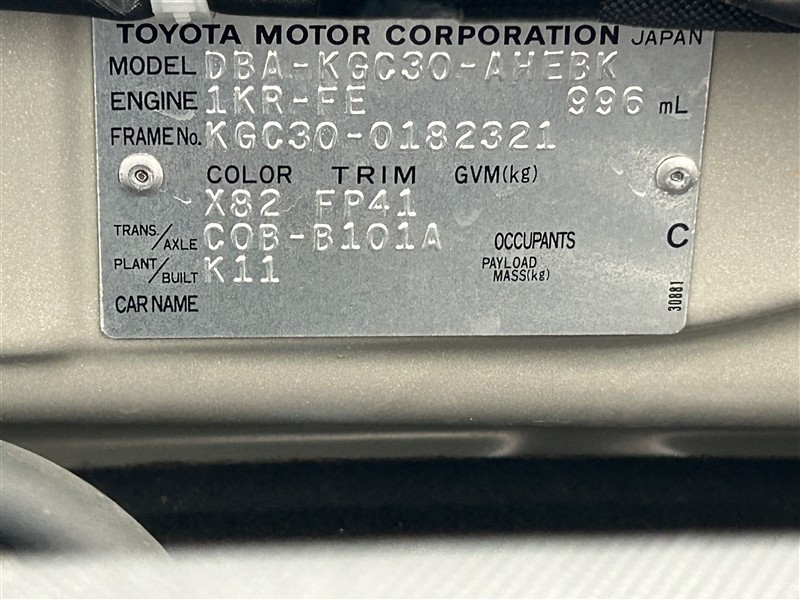 TOYOTA MOTOR CORPORATION JAPAN
MODEL DBA-KGC30-AHEBK
ENGINE 1KR-FE 996 mL
FRAME No. KGC30-0182321
COLOR TRIM GVM(kg)
X82 FP41
TRANS./AXLE C0B-B101A OCCUPANTS C
PLANT/BUILT K11 PAYLOAD MASS(kg)
CAR NAME
30881